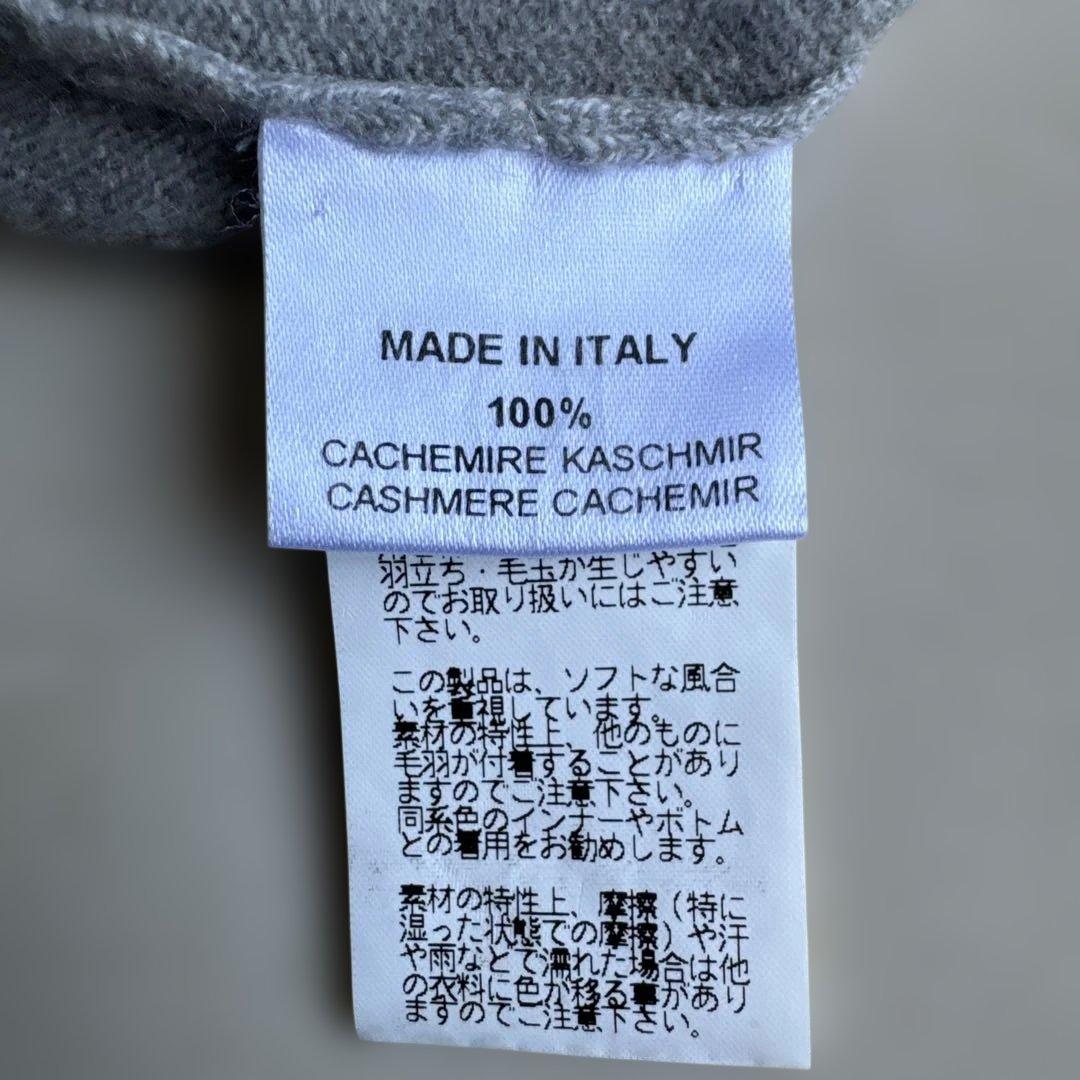 MADE IN ITALY
100%
CACHEMIRE KASCHMIR
CASHMERE CACHEMIR
羽立ち・毛玉が生じやすい
のでお取り扱いにはご注意
下さい。
この製品は、ソフトな風合
いを重視しています。
素材の特性上、他のものに
毛羽が付着することがあり
ますのでご注意下さい。
同系色のインナーやボトム
との着用をお勧めします。
素材の特性上、摩擦(特に
湿った状態での摩擦)や汗
や雨などで濡れた場合は他
の衣料に色が移る事があり
ますのでご注意下さい。